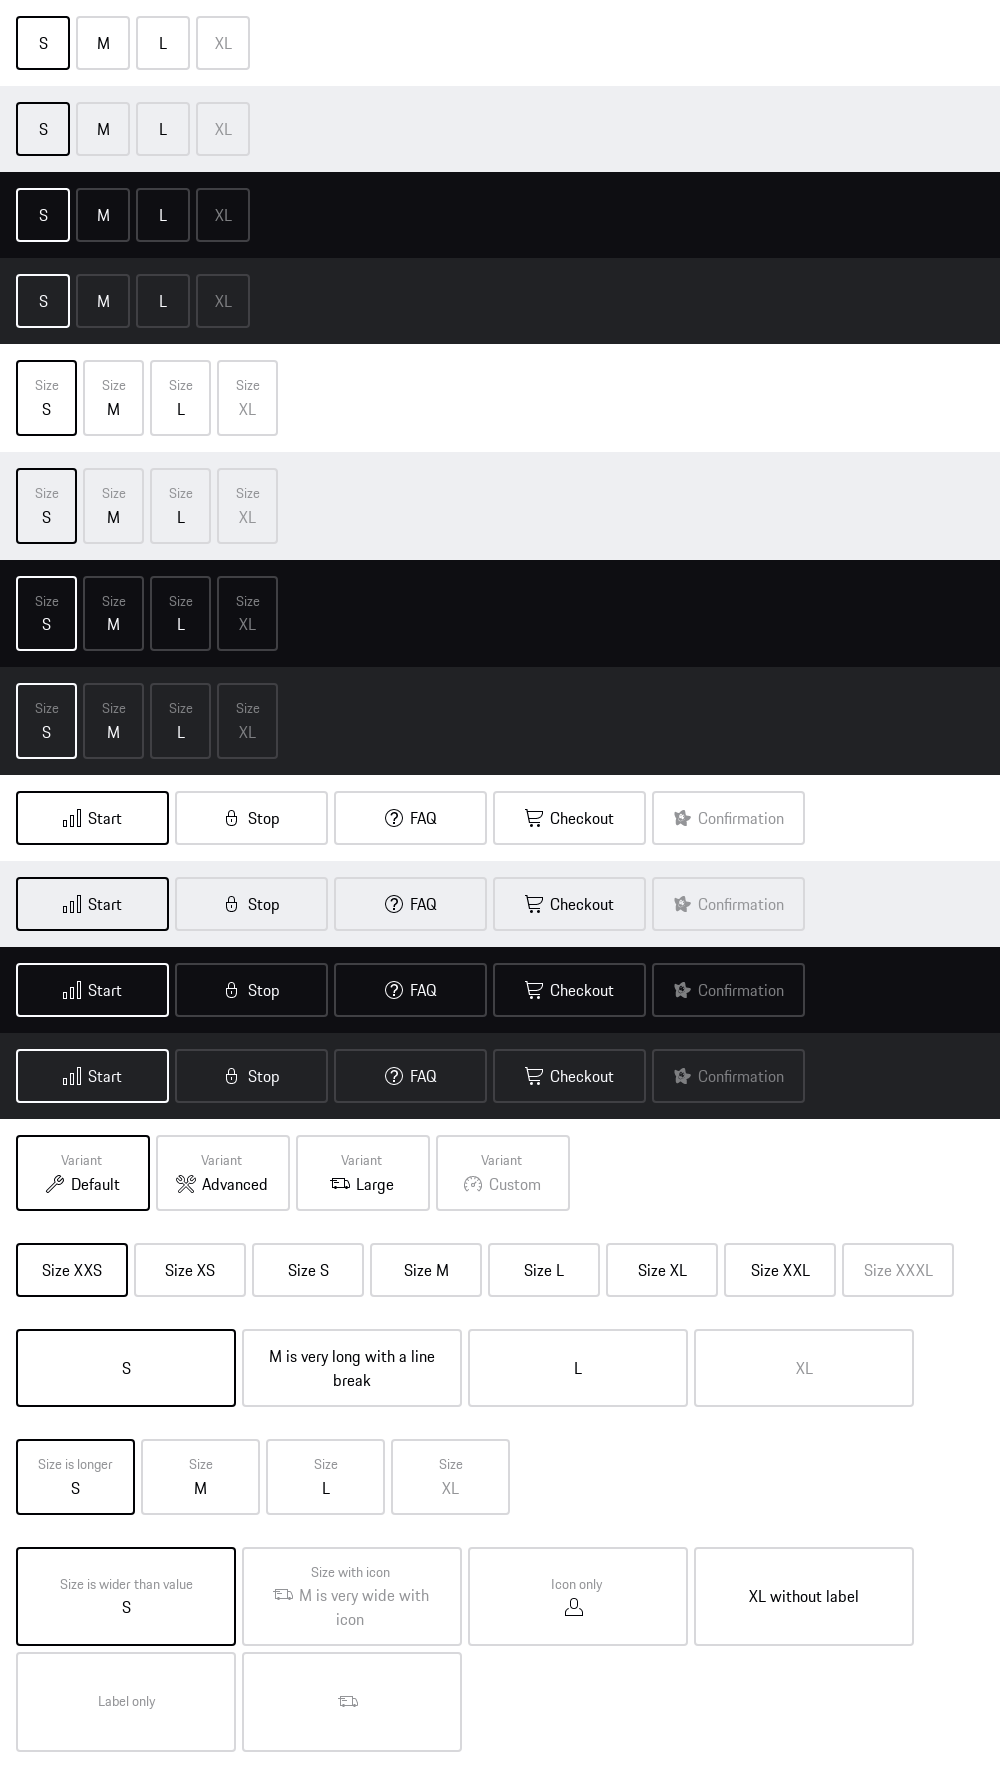 S M L XL
S M L XL
S M L XL
S M L XL
Size Size Size Size
S M L XL
Size Size Size Size
S M L XL
Size Size Size Size
S M L XL
Size Size Size Size
S M L XL
Start Stop FAQ Checkout Confirmation
Start Stop FAQ Checkout Confirmation
Start Stop FAQ Checkout Confirmation
Start Stop FAQ Checkout Confirmation
Variant Variant Variant Variant
Default Advanced Large Custom
Size XXS Size XS Size S Size M Size L Size XL Size XXL Size XXXL
S
M is very long with a line
break
L
XL
Size is longer Size Size Size
S M L XL
Size is wider than value
S
Size with icon
M is very wide with
icon
Icon only
XL without label
Label only